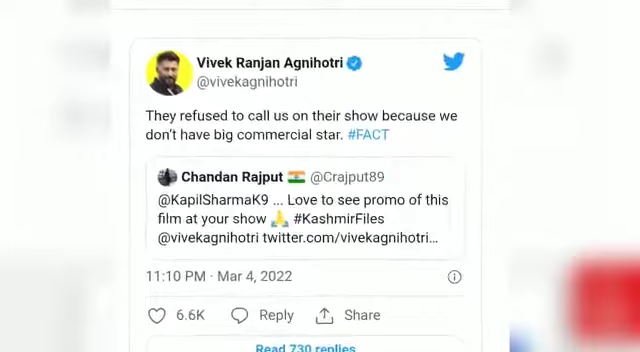 Vivek Ranjan Agnihotri
@vivekagnihotri
They refused to call us on their show because we
don't have big commercial star. #FACT
Chandan Rajput 🇮🇳 @Crajput89
@KapilSharmaK9 ... Love to see promo of this
film at your show 🙏 #KashmirFiles
@vivekagnihotri twitter.com/vivekagnihotri...
11:10 PM · Mar 4, 2022
6.6K Reply Share
Read 730 replies